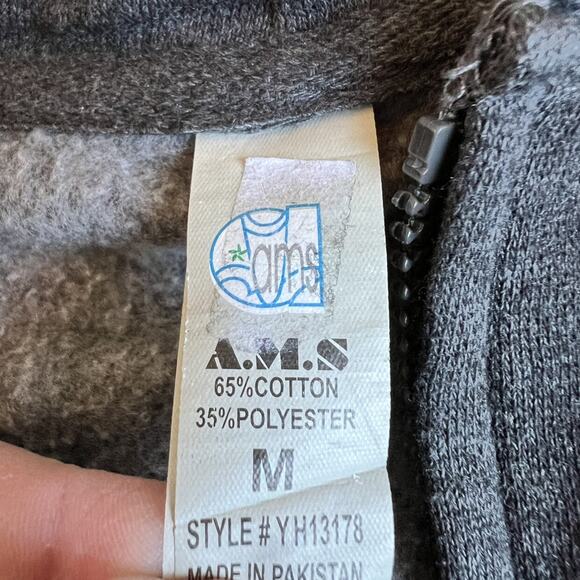 ams
A.M.S
65%COTTON
35%POLYESTER
M
STYLE # YH13178
MADE IN PAKISTAN